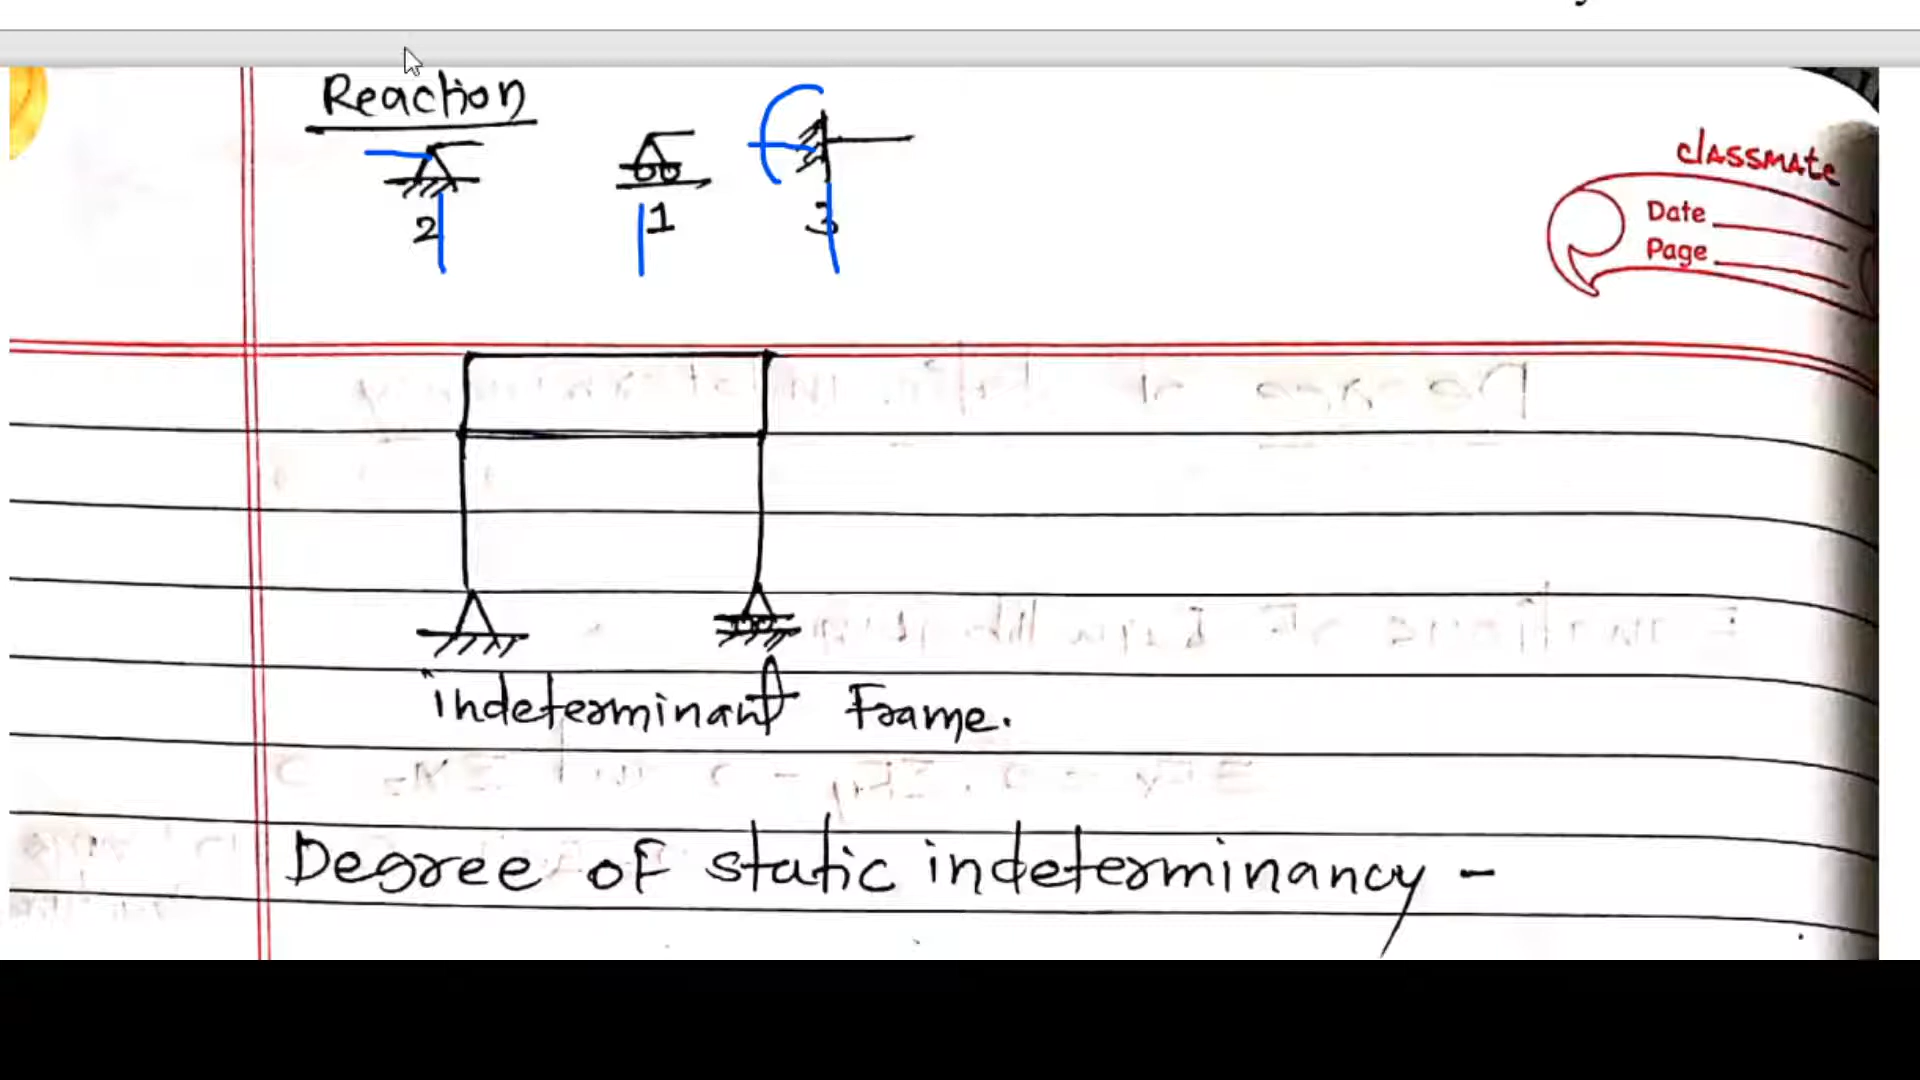 Reaction
2 1 3
classmate
Date
Page
indeterminant Frame.
Degree of static indeterminancy -